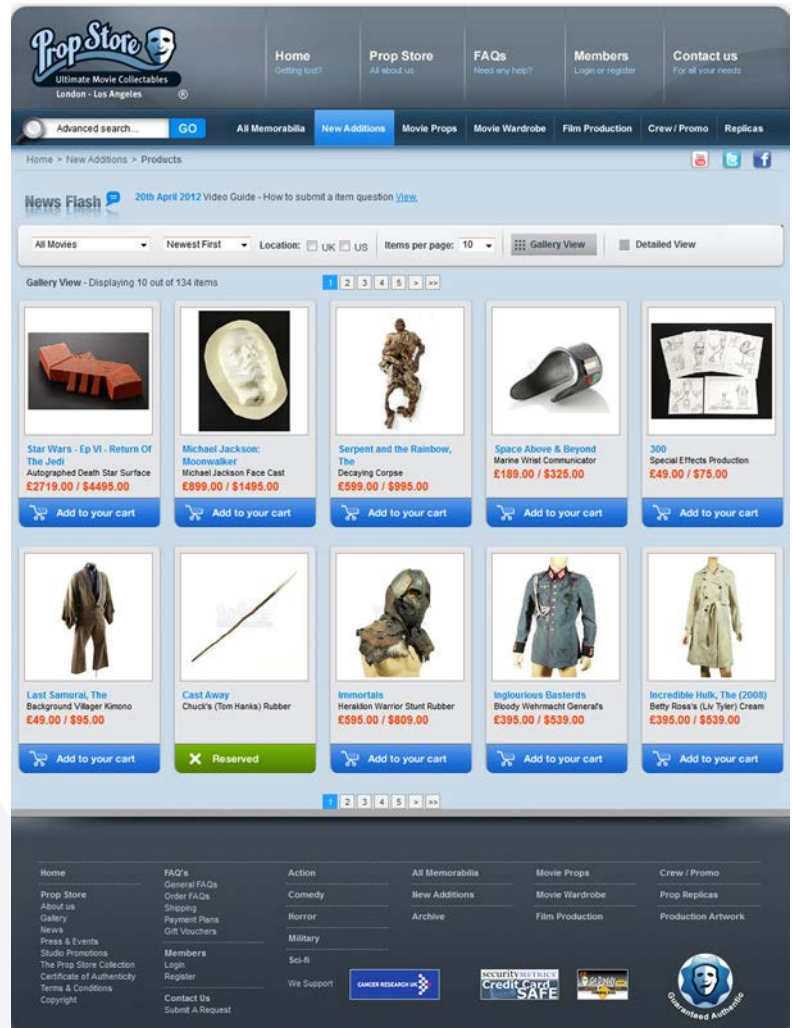 Prop Store
Ultimate Movie Collectables
London - Los Angeles ®
Home
Getting lost?
Prop Store
All about us
FAQs
Need any help?
Members
Login or register
Contact us
For all your needs
Advanced search...
GO
All Memorabilia
New Additions
Movie Props
Movie Wardrobe
Film Production
Crew / Promo
Replicas
Home > New Additions > Products
News Flash
20th April 2012 Video Guide - How to submit a item question View.
All Movies
Newest First
Location: UK US
Items per page: 10
Gallery View
Detailed View
Gallery View - Displaying 10 out of 134 items
1 2 3 4 5 > >>
Star Wars - Ep VI - Return Of
The Jedi
Autographed Death Star Surface
£2719.00 / $4495.00
Add to your cart
Michael Jackson:
Moonwalker
Michael Jackson Face Cast
£899.00 / $1495.00
Add to your cart
Serpent and the Rainbow,
The
Decaying Corpse
£599.00 / $995.00
Add to your cart
Space Above & Beyond
Marine Wrist Communicator
£189.00 / $325.00
Add to your cart
300
Special Effects Production
£49.00 / $75.00
Add to your cart
Last Samurai, The
Background Villager Kimono
£49.00 / $95.00
Add to your cart
Cast Away
Chuck's (Tom Hanks) Rubber
Reserved
Immortals
Heraklion Warrior Stunt Rubber
£595.00 / $809.00
Add to your cart
Inglourious Basterds
Bloody Wehrmacht General's
£395.00 / $539.00
Add to your cart
Incredible Hulk, The (2008)
Betty Ross's (Liv Tyler) Cream
£395.00 / $539.00
Add to your cart
1 2 3 4 5 > >>
Home
Prop Store
About us
Gallery
News
Press & Events
Studio Promotions
The Prop Store Collection
Certificate of Authenticity
Terms & Conditions
Copyright
FAQ's
General FAQs
Order FAQs
Shipping
Payment Plans
Gift Vouchers
Members
Login
Register
Contact Us
Submit A Request
Action
Comedy
Horror
Military
Sci-fi
We Support
CANCER RESEARCH UK
All Memorabilia
New Additions
Archive
Movie Props
Movie Wardrobe
Film Production
Crew / Promo
Prop Replicas
Production Artwork
SECURITYMETRICS
Credit Card
SAFE
Guaranteed Authentic